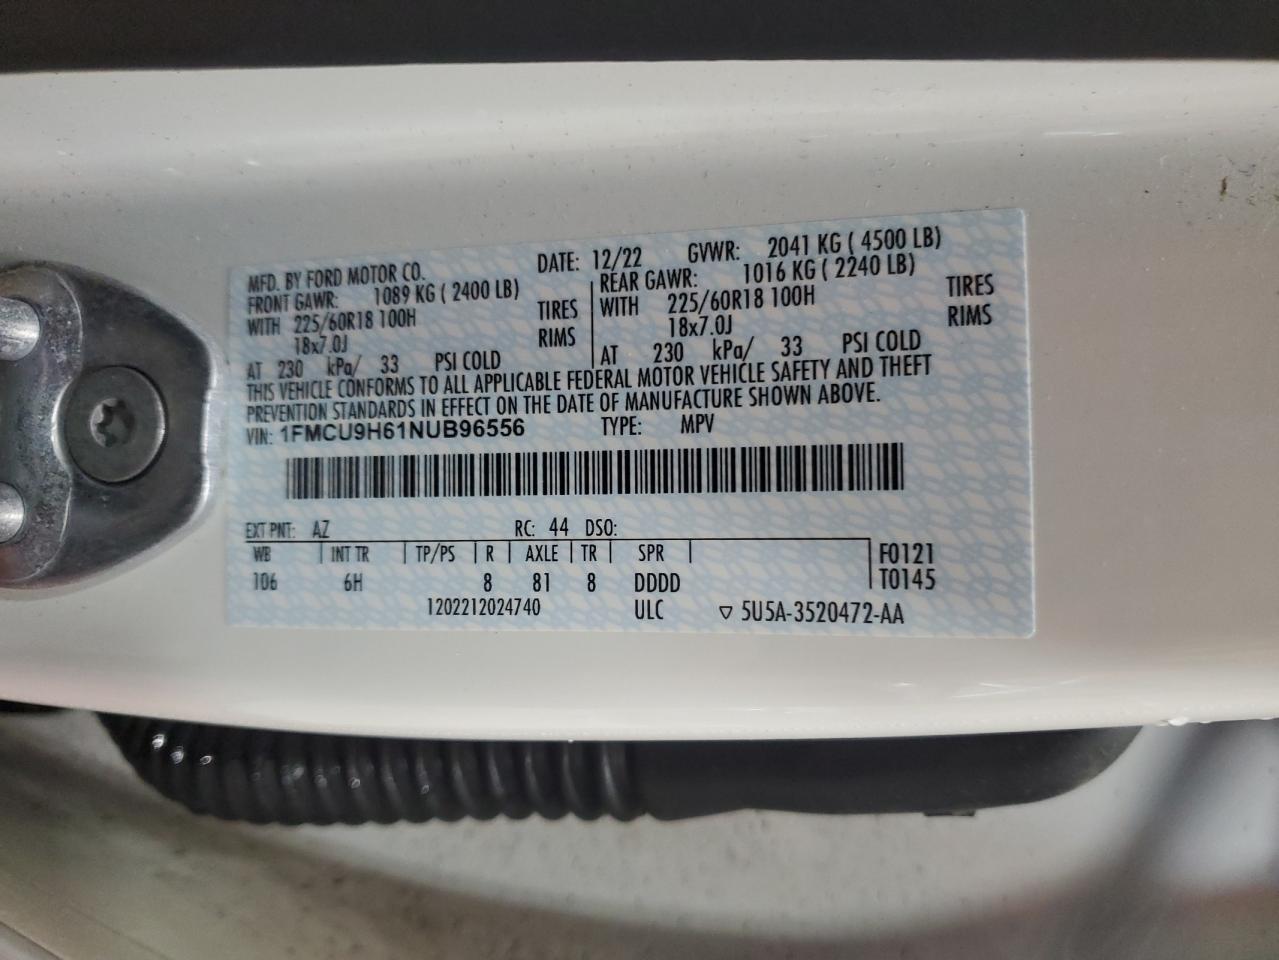 MFD. BY FORD MOTOR CO. DATE: 12/22 GVWR: 2041 KG ( 4500 LB)
FRONT GAWR: 1089 KG ( 2400 LB) REAR GAWR: 1016 KG ( 2240 LB)
WITH 225/60R18 100H TIRES WITH 225/60R18 100H TIRES
18x7.0J RIMS 18x7.0J RIMS
AT 230 kPa/ 33 PSI COLD AT 230 kPa/ 33 PSI COLD
THIS VEHICLE CONFORMS TO ALL APPLICABLE FEDERAL MOTOR VEHICLE SAFETY AND THEFT
PREVENTION STANDARDS IN EFFECT ON THE DATE OF MANUFACTURE SHOWN ABOVE.
VIN: 1FMCU9H61NUB96556 TYPE: MPV
EXT PNT: AZ RC: 44 DSO:
WB INT TR TP/PS R AXLE TR SPR F0121
106 6H 8 81 8 DDDD T0145
1202212024740 ULC ▽ 5U5A-3520472-AA